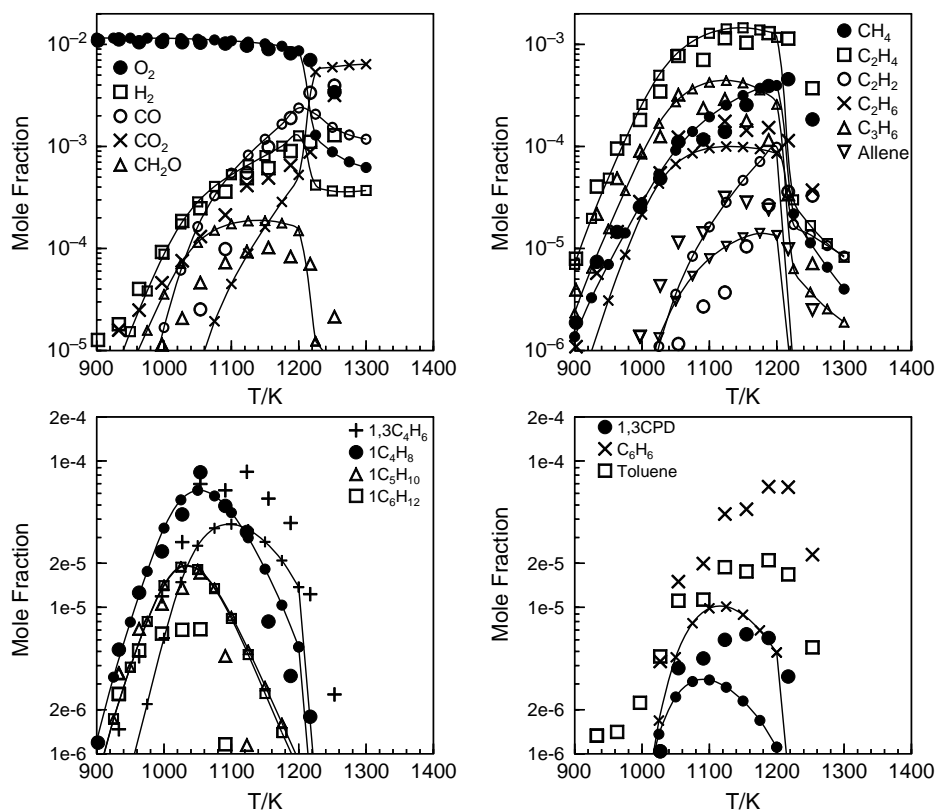 10⁻²
10⁻³
10⁻⁴
10⁻⁵
Mole Fraction
O₂
H₂
CO
CO₂
CH₂O
900 1000 1100 1200 1300 1400
T/K
10⁻³
10⁻⁴
10⁻⁵
10⁻⁶
Mole Fraction
CH₄
C₂H₄
C₂H₂
C₂H₆
C₃H₆
Allene
900 1000 1100 1200 1300 1400
T/K
2e-4
1e-4
2e-5
1e-5
2e-6
1e-6
Mole Fraction
1,3C₄H₆
1C₄H₈
1C₅H₁₀
1C₆H₁₂
900 1000 1100 1200 1300 1400
T/K
2e-4
1e-4
2e-5
1e-5
2e-6
1e-6
Mole Fraction
1,3CPD
C₆H₆
Toluene
900 1000 1100 1200 1300 1400
T/K